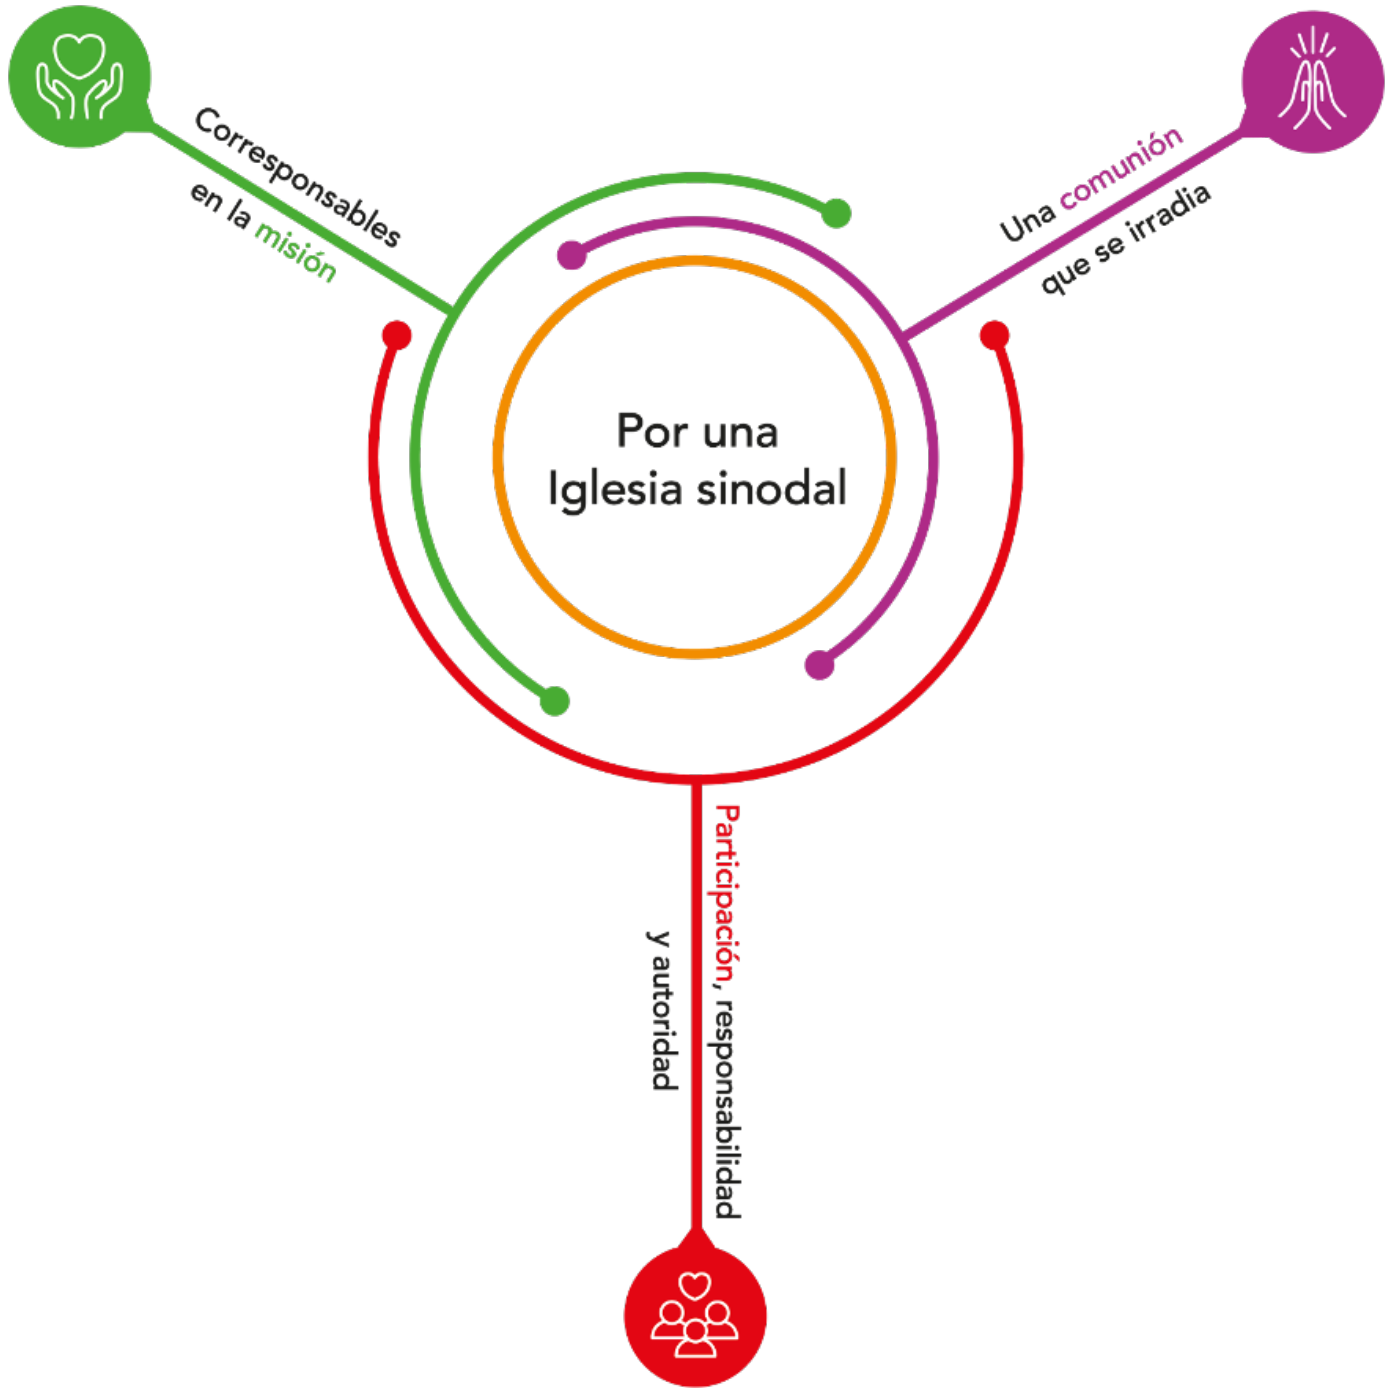 Corresponsables
en la misión
Una comunión
que se irradia
Por una
Iglesia sinodal
Participación, responsabilidad
y autoridad